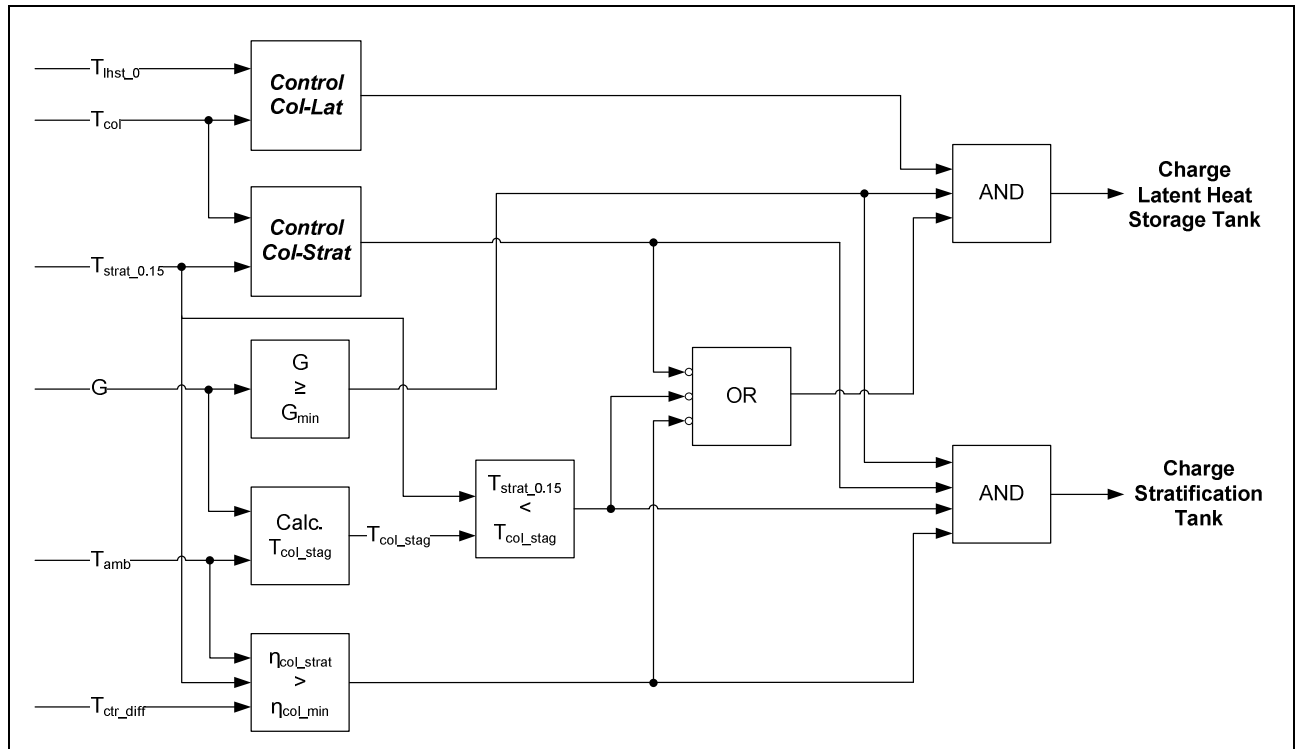 T_lhst_0
Control
Col-Lat
T_col
AND
Charge
Latent Heat
Storage Tank
Control
Col-Strat
T_strat_0.15
G
G
≥
G_min
OR
T_strat_0.15
<
T_col_stag
AND
Charge
Stratification
Tank
Calc.
T_col_stag
T_col_stag
T_amb
η_col_strat
>
η_col_min
T_ctr_diff